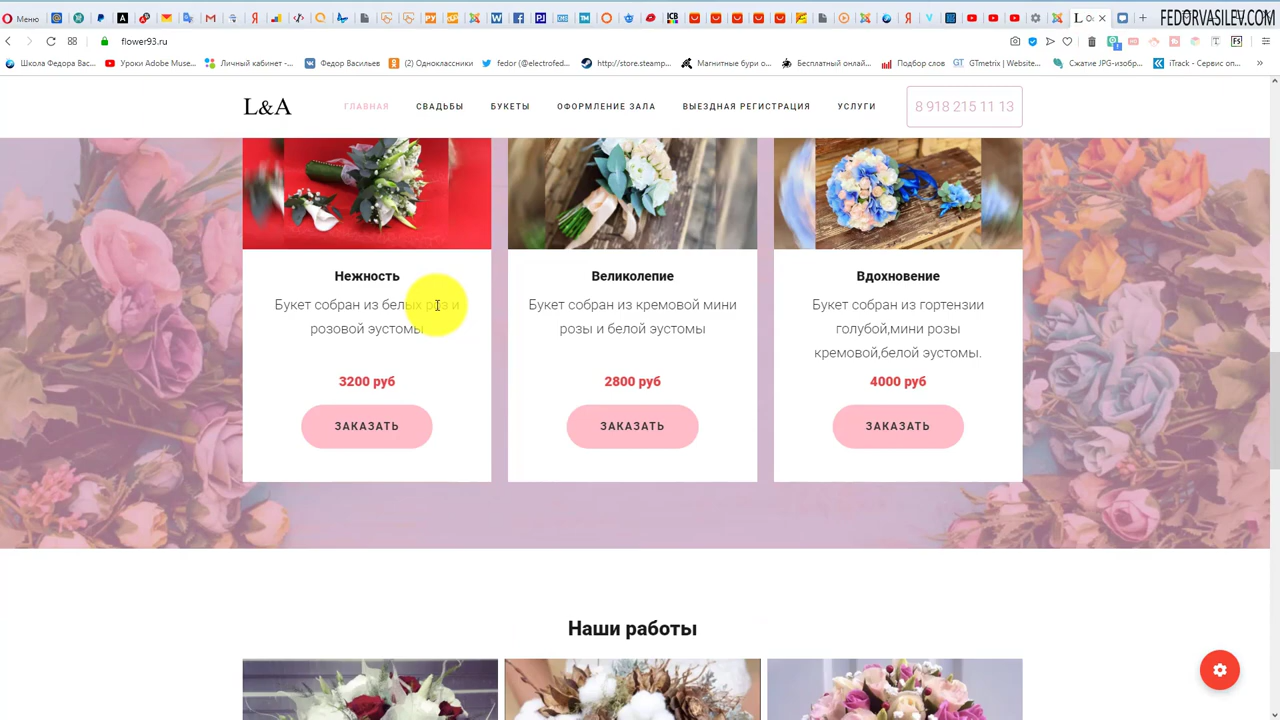 Меню
FEDORVASILEV.COM
flower93.ru
Школа Федора Вас...
Уроки Adobe Muse...
Личный кабинет -...
Федор Васильев
(2) Одноклассники
fedor (@electrofed...
http://store.steamp...
Магнитные бури о...
Бесплатный онлай...
Подбор слов
GTmetrix | Website...
Сжатие JPG-изобр...
iTrack - Сервис оп...
L&A
ГЛАВНАЯ
СВАДЬБЫ
БУКЕТЫ
ОФОРМЛЕНИЕ ЗАЛА
ВЫЕЗДНАЯ РЕГИСТРАЦИЯ
УСЛУГИ
8 918 215 11 13
Нежность
Букет собран из белых роз и
розовой эустомы
3200 руб
ЗАКАЗАТЬ
Великолепие
Букет собран из кремовой мини
розы и белой эустомы
2800 руб
ЗАКАЗАТЬ
Вдохновение
Букет собран из гортензии
голубой,мини розы
кремовой,белой эустомы.
4000 руб
ЗАКАЗАТЬ
Наши работы